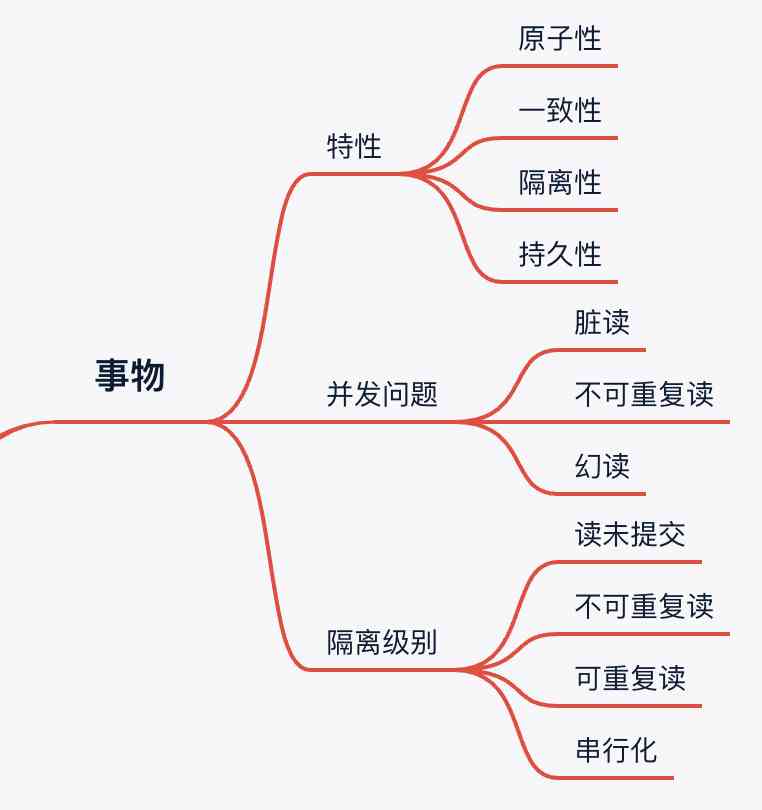 事物
特性
原子性
一致性
隔离性
持久性
并发问题
脏读
不可重复读
幻读
隔离级别
读未提交
不可重复读
可重复读
串行化